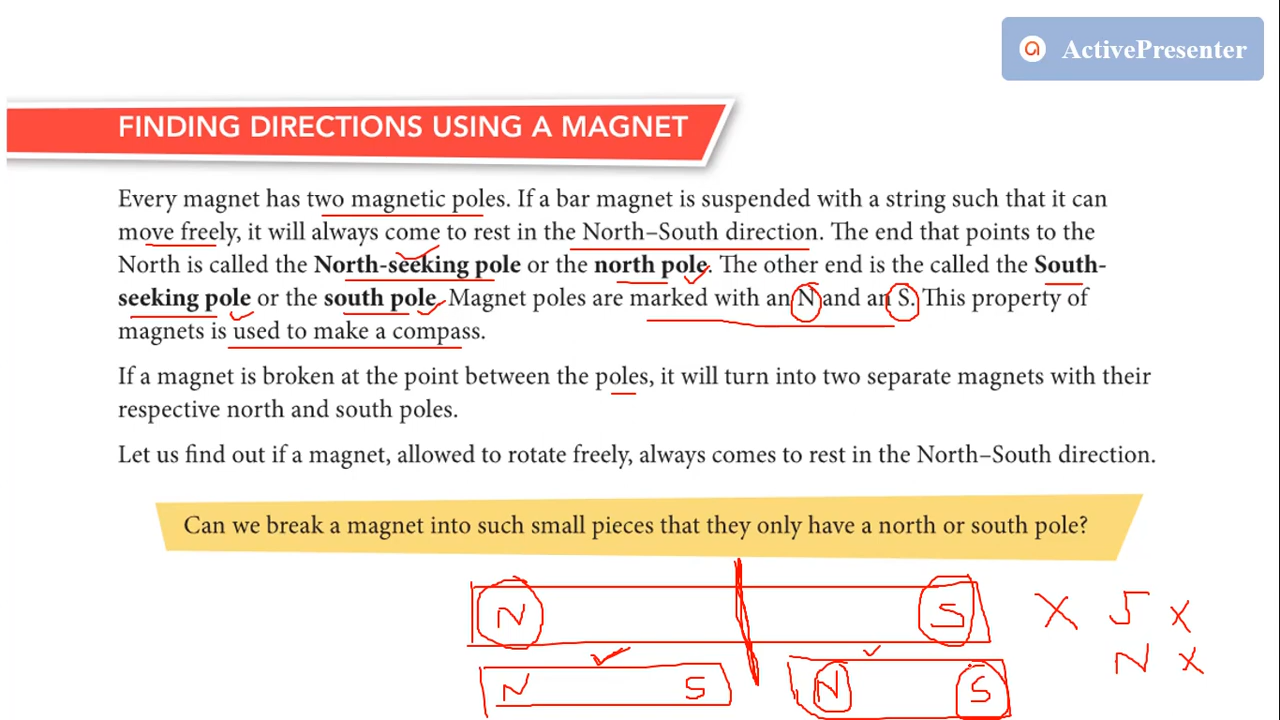 ActivePresenter
FINDING DIRECTIONS USING A MAGNET
Every magnet has two magnetic poles. If a bar magnet is suspended with a string such that it can
move freely, it will always come to rest in the North–South direction. The end that points to the
North is called the North-seeking pole or the north pole. The other end is the called the South-
seeking pole or the south pole. Magnet poles are marked with an N and an S. This property of
magnets is used to make a compass.
If a magnet is broken at the point between the poles, it will turn into two separate magnets with their
respective north and south poles.
Let us find out if a magnet, allowed to rotate freely, always comes to rest in the North–South direction.
Can we break a magnet into such small pieces that they only have a north or south pole?
N S X S X
N S N S N X